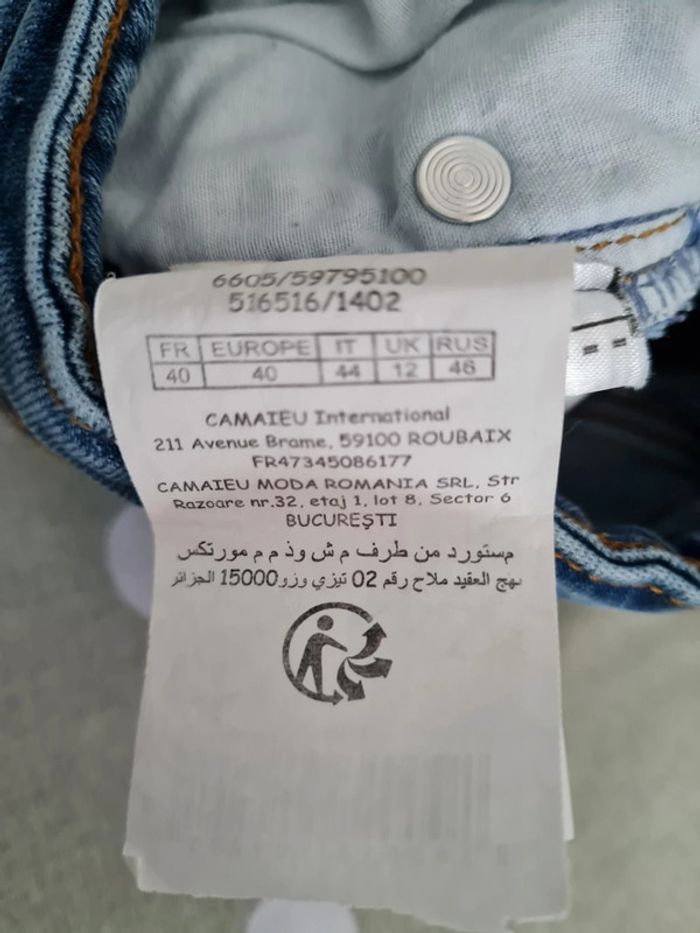 6605/59795100
516516/1402
FR EUROPE IT UK RUS
40 40 44 12 46
CAMAIEU International
211 Avenue Brame, 59100 ROUBAIX
FR47345086177
CAMAIEU MODA ROMANIA SRL, Str
Razoare nr.32, etaj 1, lot 8, Sector 6
BUCUREȘTI
مستورد من طرف م ش و ذ م م مورتكس
نهج العقيد ملاح رقم 02 تيزي وزو 15000 الجزائر